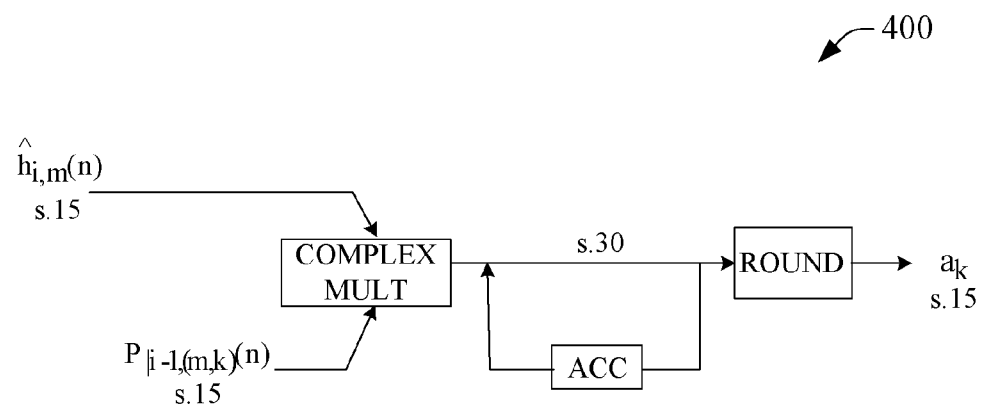 400
ĥi,m(n)
s.15
COMPLEX
MULT
s.30
ROUND
ak
s.15
P|i-1,(m,k)(n)
s.15
ACC